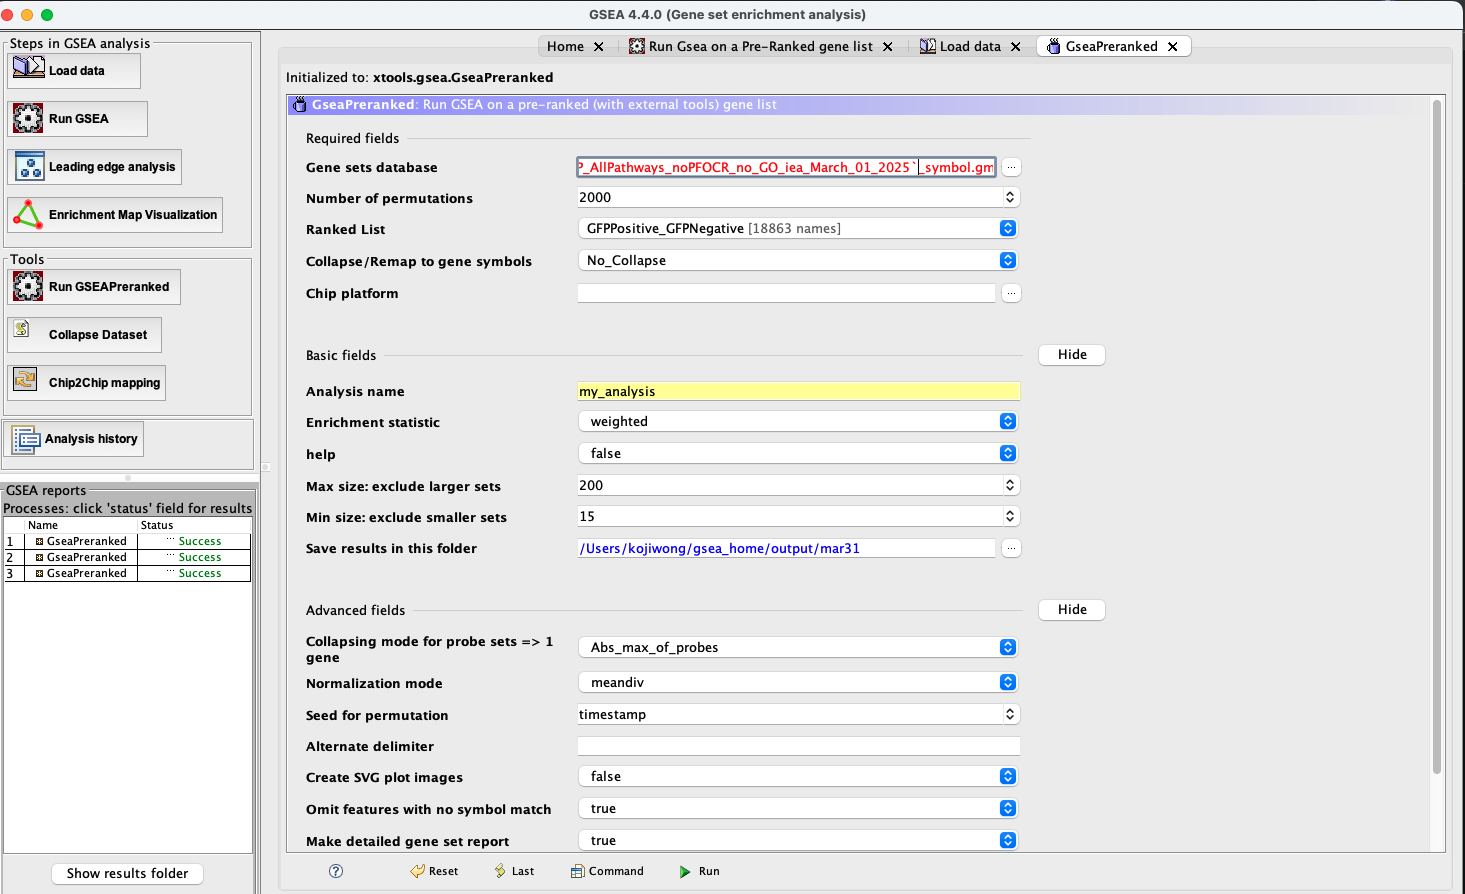 GSEA 4.4.0 (Gene set enrichment analysis)
Steps in GSEA analysis
Load data
Run GSEA
Leading edge analysis
Enrichment Map Visualization
Tools
Run GSEAPreranked
Collapse Dataset
Chip2Chip mapping
Analysis history
GSEA reports
Processes: click 'status' field for results
Name Status
1 GseaPreranked ... Success
2 GseaPreranked ... Success
3 GseaPreranked ... Success
Show results folder
Home Run Gsea on a Pre-Ranked gene list Load data GseaPreranked
Initialized to: xtools.gsea.GseaPreranked
GseaPreranked: Run GSEA on a pre-ranked (with external tools) gene list
Required fields
Gene sets database P_AllPathways_noPFOCR_no_GO_iea_March_01_2025`_symbol.gm ...
Number of permutations 2000
Ranked List GFPPositive_GFPNegative [18863 names]
Collapse/Remap to gene symbols No_Collapse
Chip platform ...
Basic fields Hide
Analysis name my_analysis
Enrichment statistic weighted
help false
Max size: exclude larger sets 200
Min size: exclude smaller sets 15
Save results in this folder /Users/kojiwong/gsea_home/output/mar31 ...
Advanced fields Hide
Collapsing mode for probe sets => 1
gene Abs_max_of_probes
Normalization mode meandiv
Seed for permutation timestamp
Alternate delimiter
Create SVG plot images false
Omit features with no symbol match true
Make detailed gene set report true
? Reset Last Command Run